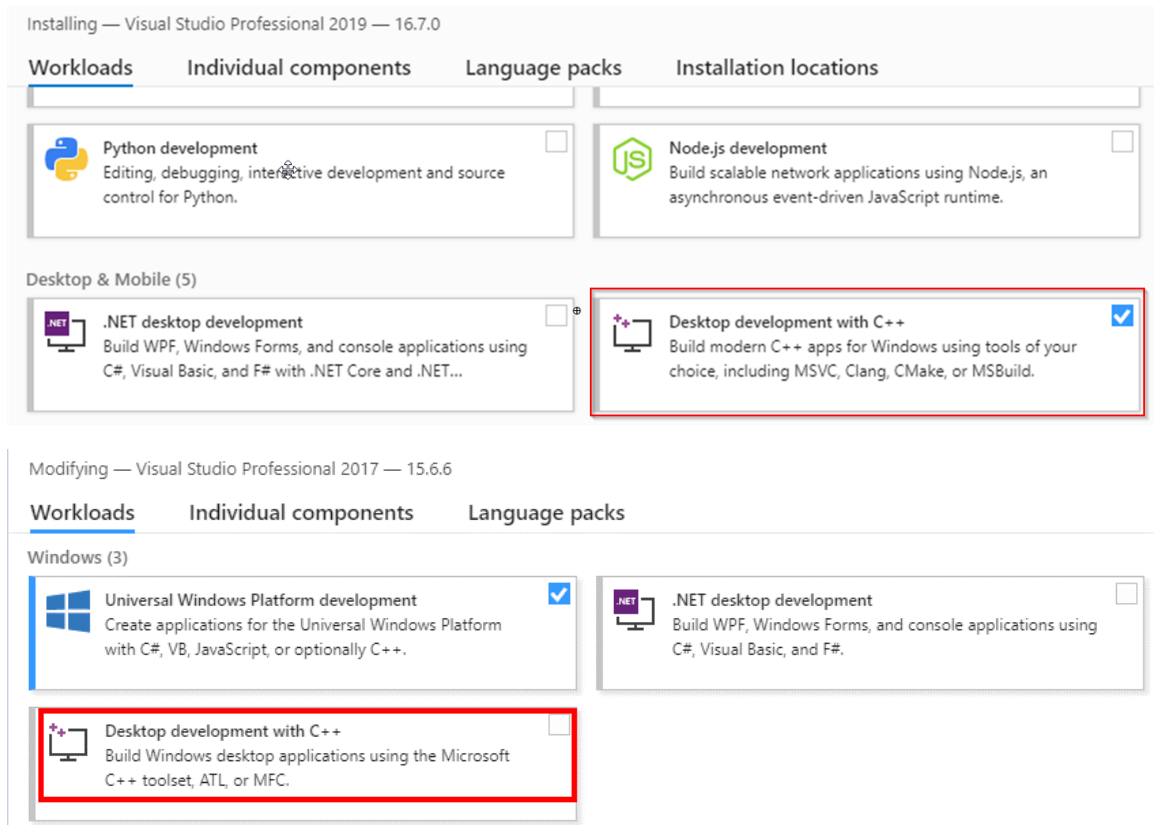 Installing — Visual Studio Professional 2019 — 16.7.0
Workloads Individual components Language packs Installation locations
Python development
Editing, debugging, interactive development and source
control for Python.
JS
Node.js development
Build scalable network applications using Node.js, an
asynchronous event-driven JavaScript runtime.
Desktop & Mobile (5)
.NET
.NET desktop development
Build WPF, Windows Forms, and console applications using
C#, Visual Basic, and F# with .NET Core and .NET...
Desktop development with C++
Build modern C++ apps for Windows using tools of your
choice, including MSVC, Clang, CMake, or MSBuild.
Modifying — Visual Studio Professional 2017 — 15.6.6
Workloads Individual components Language packs
Windows (3)
Universal Windows Platform development
Create applications for the Universal Windows Platform
with C#, VB, JavaScript, or optionally C++.
.NET
.NET desktop development
Build WPF, Windows Forms, and console applications using
C#, Visual Basic, and F#.
Desktop development with C++
Build Windows desktop applications using the Microsoft
C++ toolset, ATL, or MFC.